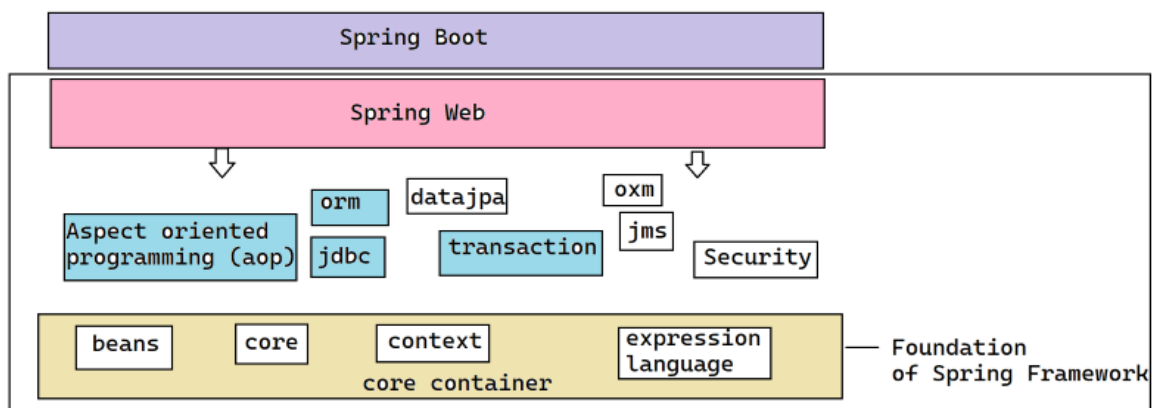 Spring Boot
Spring Web
orm
datajpa
oxm
Aspect oriented
programming (aop)
jdbc
transaction
jms
Security
beans
core
context
expression
language
core container
Foundation
of Spring Framework